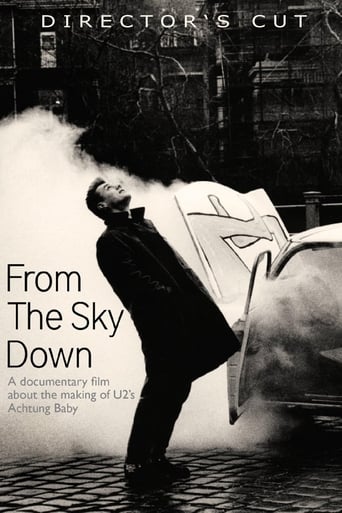 DIRECTOR'S CUT
From
The Sky
Down
A documentary film
about the making of U2's
Achtung Baby